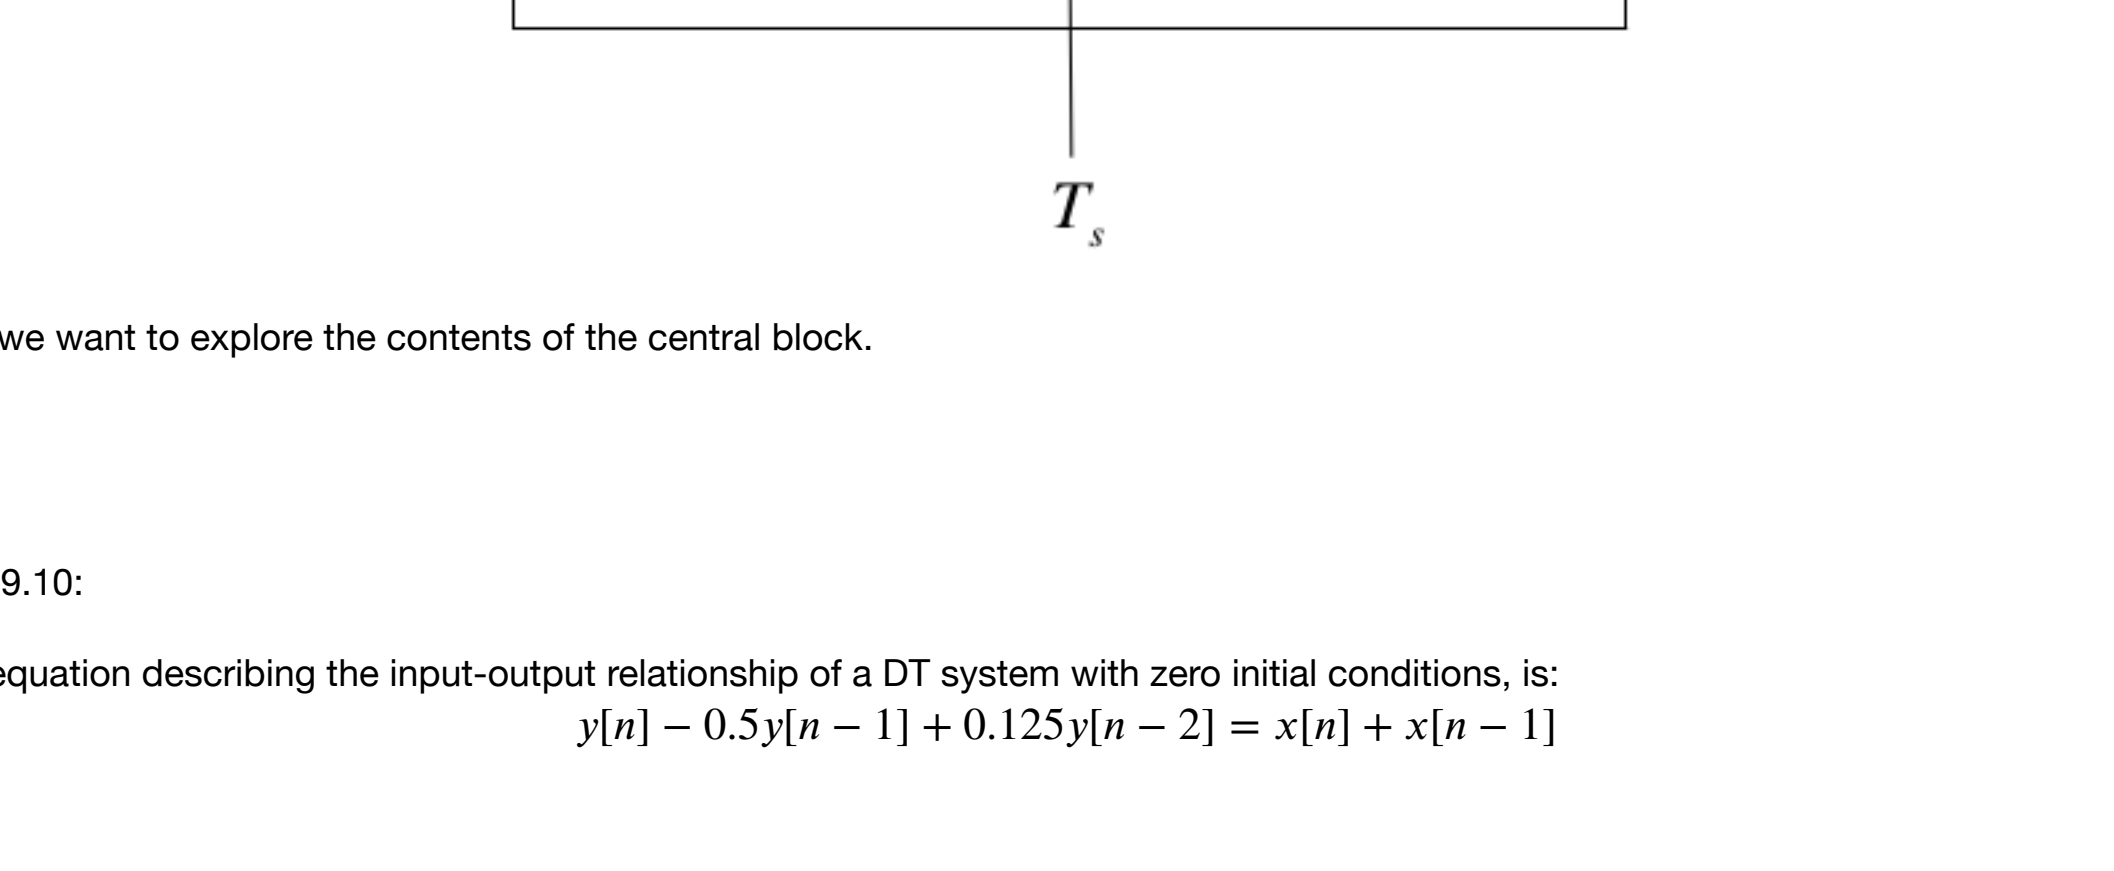 T_s
we want to explore the contents of the central block.
9.10:
equation describing the input-output relationship of a DT system with zero initial conditions, is:
y[n] − 0.5y[n − 1] + 0.125y[n − 2] = x[n] + x[n − 1]